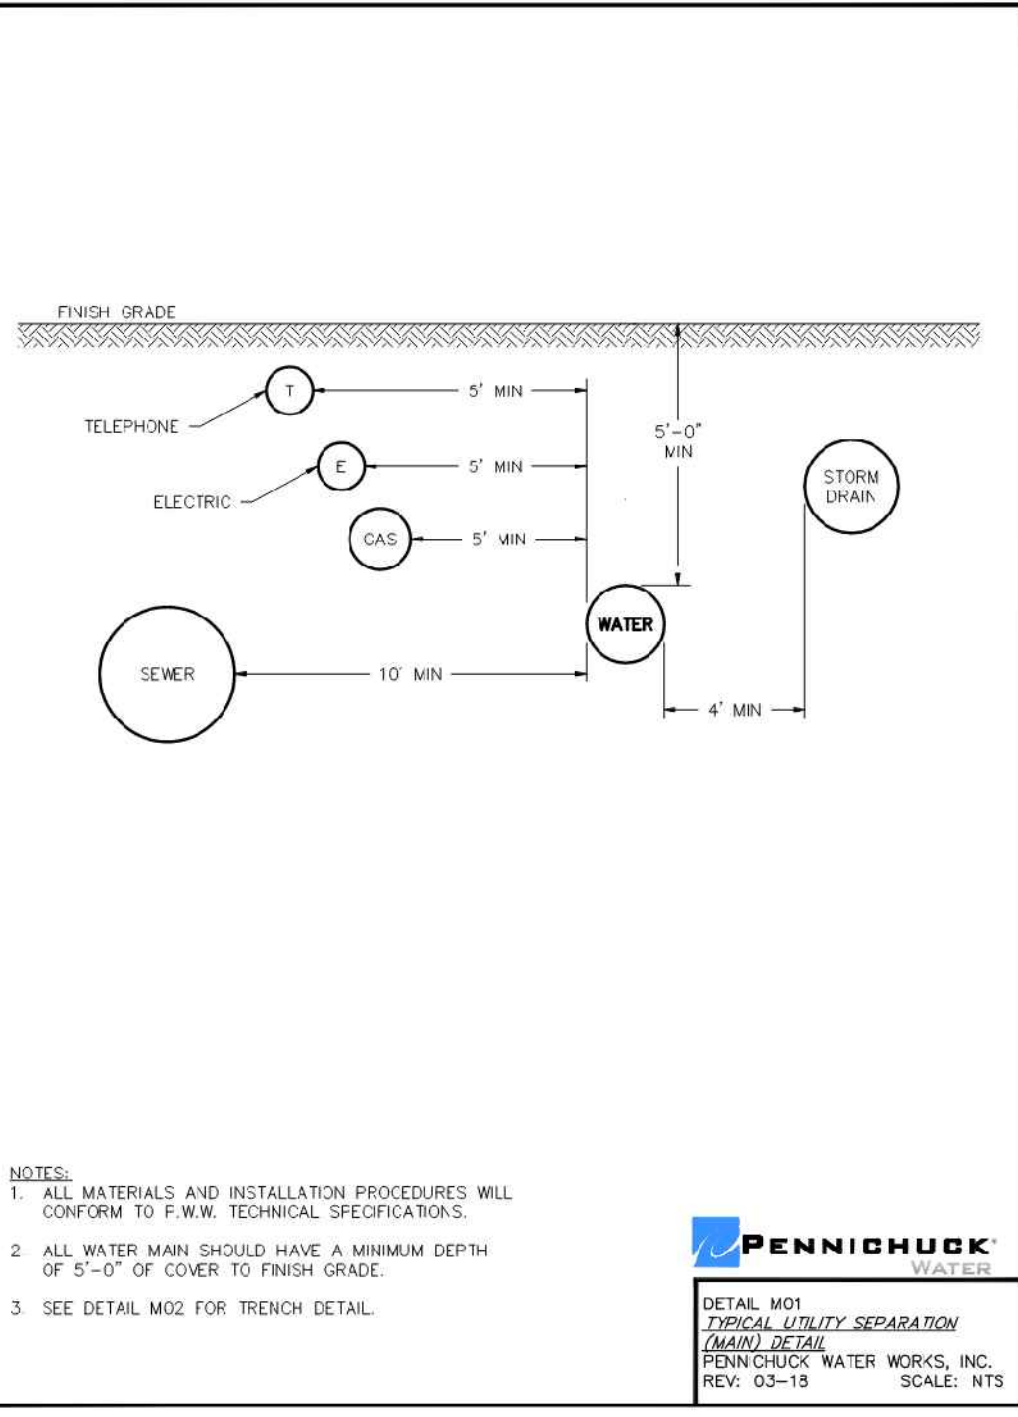 FINISH GRADE
T
5' MIN
TELEPHONE
5'-0"
MIN
E
5' MIN
ELECTRIC
STORM
DRAIN
GAS
5' MIN
WATER
SEWER
10' MIN
4' MIN
NOTES:
1. ALL MATERIALS AND INSTALLATION PROCEDURES WILL
CONFORM TO P.W.W. TECHNICAL SPECIFICATIONS.
2 ALL WATER MAIN SHOULD HAVE A MINIMUM DEPTH
OF 5'-0" OF COVER TO FINISH GRADE.
3 SEE DETAIL M02 FOR TRENCH DETAIL.
PENNICHUCK
WATER
DETAIL M01
TYPICAL UTILITY SEPARATION
(MAIN) DETAIL
PENNICHUCK WATER WORKS, INC.
REV: 03-18 SCALE: NTS